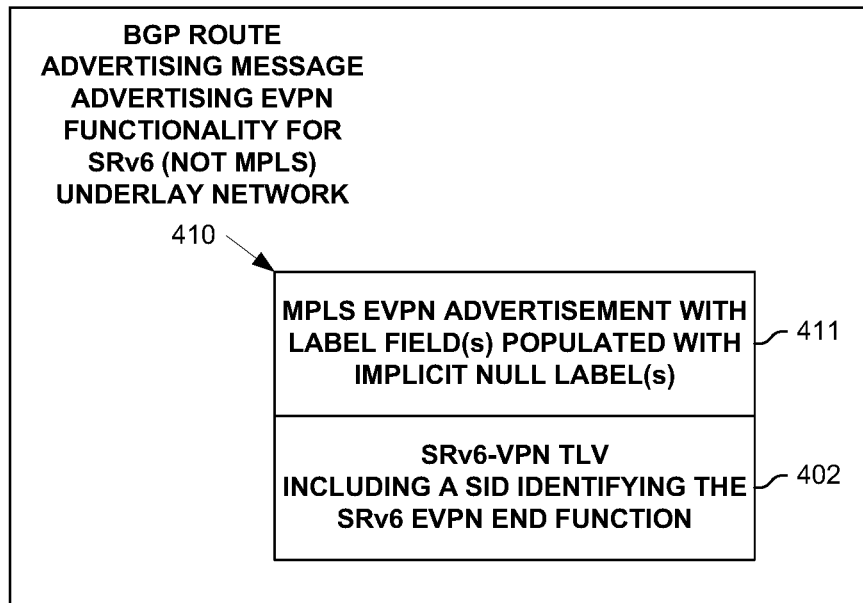 BGP ROUTE
ADVERTISING MESSAGE
ADVERTISING EVPN
FUNCTIONALITY FOR
SRv6 (NOT MPLS)
UNDERLAY NETWORK
410
MPLS EVPN ADVERTISEMENT WITH
LABEL FIELD(s) POPULATED WITH
IMPLICIT NULL LABEL(s)
411
SRv6-VPN TLV
INCLUDING A SID IDENTIFYING THE
SRv6 EVPN END FUNCTION
402